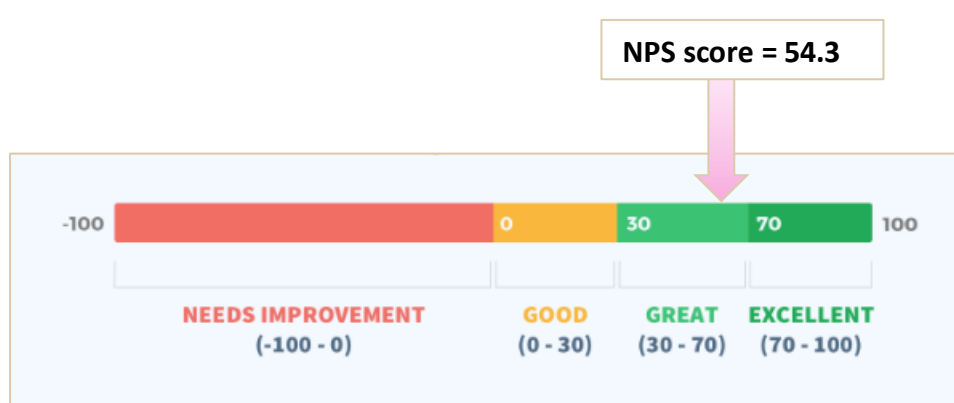 NPS score = 54.3
-100 0 30 70 100
NEEDS IMPROVEMENT GOOD GREAT EXCELLENT
(-100 - 0) (0 - 30) (30 - 70) (70 - 100)